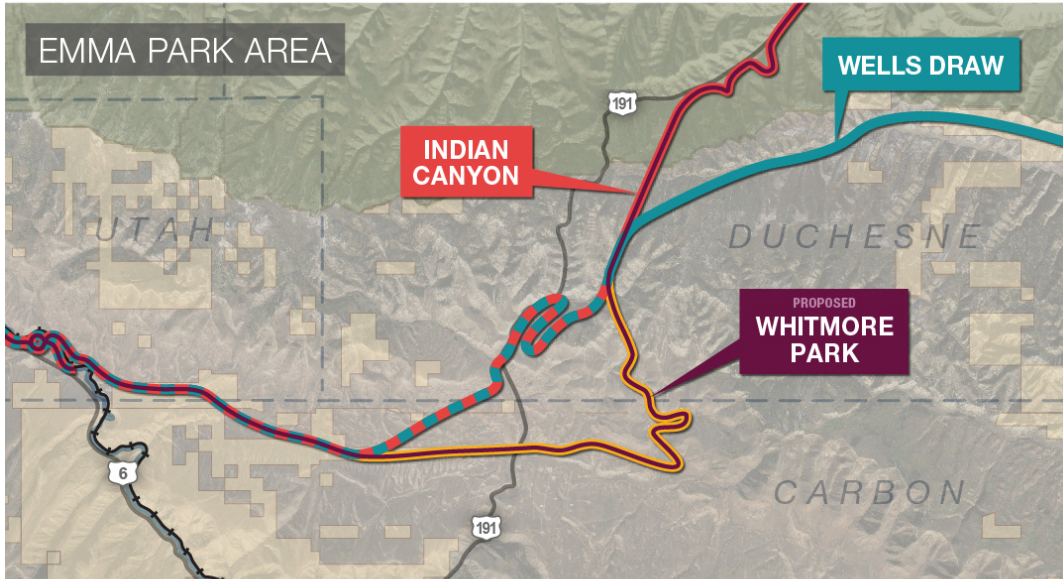 EMMA PARK AREA
WELLS DRAW
191
INDIAN
CANYON
UTAH
DUCHESNE
PROPOSED
WHITMORE
PARK
6
CARBON
191